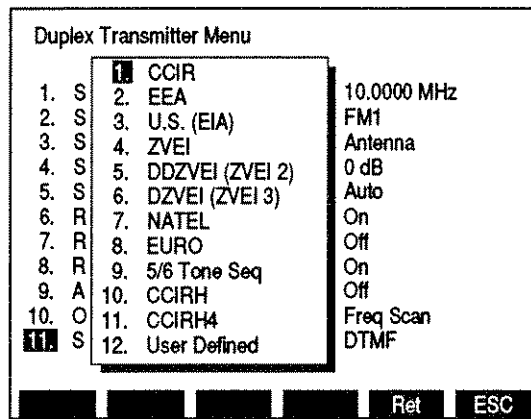 Duplex Transmitter Menu
1. CCIR
1. S 2. EEA 10.0000 MHz
2. S 3. U.S. (EIA) FM1
3. S 4. ZVEI Antenna
4. S 5. DDZVEI (ZVEI 2) 0 dB
5. S 6. DZVEI (ZVEI 3) Auto
6. R 7. NATEL On
7. R 8. EURO Off
8. R 9. 5/6 Tone Seq On
9. A 10. CCIRH Off
10. O 11. CCIRH4 Freq Scan
11. S 12. User Defined DTMF
Ret ESC